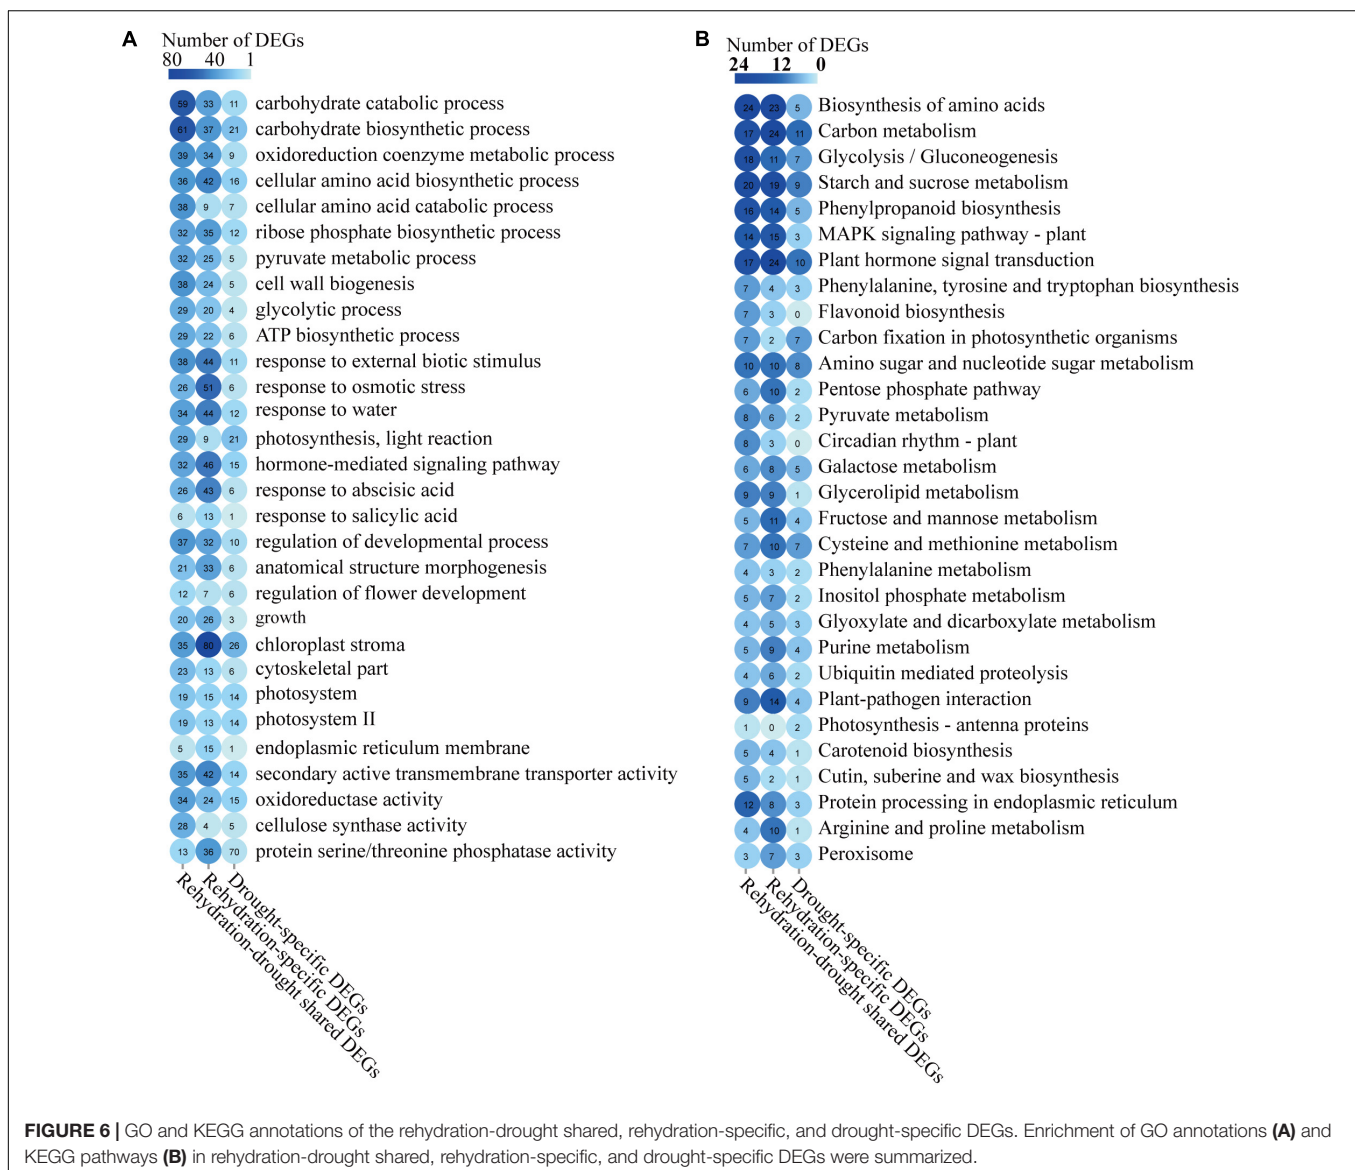 A
Number of DEGs
80 40 1
59 33 11 carbohydrate catabolic process
61 37 21 carbohydrate biosynthetic process
39 34 9 oxidoreduction coenzyme metabolic process
36 42 16 cellular amino acid biosynthetic process
38 9 7 cellular amino acid catabolic process
32 35 12 ribose phosphate biosynthetic process
32 25 5 pyruvate metabolic process
38 24 5 cell wall biogenesis
29 20 4 glycolytic process
29 22 6 ATP biosynthetic process
38 44 11 response to external biotic stimulus
26 51 6 response to osmotic stress
34 44 12 response to water
29 9 21 photosynthesis, light reaction
32 46 15 hormone-mediated signaling pathway
26 43 6 response to abscisic acid
6 13 1 response to salicylic acid
37 32 10 regulation of developmental process
21 33 6 anatomical structure morphogenesis
12 7 6 regulation of flower development
20 26 3 growth
35 80 26 chloroplast stroma
23 13 6 cytoskeletal part
19 15 14 photosystem
19 13 14 photosystem II
5 15 1 endoplasmic reticulum membrane
35 42 14 secondary active transmembrane transporter activity
34 24 15 oxidoreductase activity
28 4 5 cellulose synthase activity
13 36 70 protein serine/threonine phosphatase activity
Rehydration-drought shared DEGs
Rehydration-specific DEGs
Drought-specific DEGs
B
Number of DEGs
24 12 0
24 23 5 Biosynthesis of amino acids
17 24 11 Carbon metabolism
18 11 7 Glycolysis / Gluconeogenesis
20 19 9 Starch and sucrose metabolism
16 14 5 Phenylpropanoid biosynthesis
14 15 3 MAPK signaling pathway - plant
17 24 10 Plant hormone signal transduction
7 4 3 Phenylalanine, tyrosine and tryptophan biosynthesis
7 3 0 Flavonoid biosynthesis
7 2 7 Carbon fixation in photosynthetic organisms
10 10 8 Amino sugar and nucleotide sugar metabolism
6 10 2 Pentose phosphate pathway
8 6 2 Pyruvate metabolism
8 3 0 Circadian rhythm - plant
6 8 5 Galactose metabolism
9 9 1 Glycerolipid metabolism
5 11 4 Fructose and mannose metabolism
7 10 7 Cysteine and methionine metabolism
4 3 2 Phenylalanine metabolism
5 7 2 Inositol phosphate metabolism
4 5 3 Glyoxylate and dicarboxylate metabolism
5 9 4 Purine metabolism
4 6 2 Ubiquitin mediated proteolysis
9 14 4 Plant-pathogen interaction
1 0 2 Photosynthesis - antenna proteins
5 4 1 Carotenoid biosynthesis
5 2 1 Cutin, suberine and wax biosynthesis
12 8 3 Protein processing in endoplasmic reticulum
4 10 1 Arginine and proline metabolism
3 7 3 Peroxisome
Rehydration-drought shared DEGs
Rehydration-specific DEGs
Drought-specific DEGs
FIGURE 6 | GO and KEGG annotations of the rehydration-drought shared, rehydration-specific, and drought-specific DEGs. Enrichment of GO annotations (A) and
KEGG pathways (B) in rehydration-drought shared, rehydration-specific, and drought-specific DEGs were summarized.